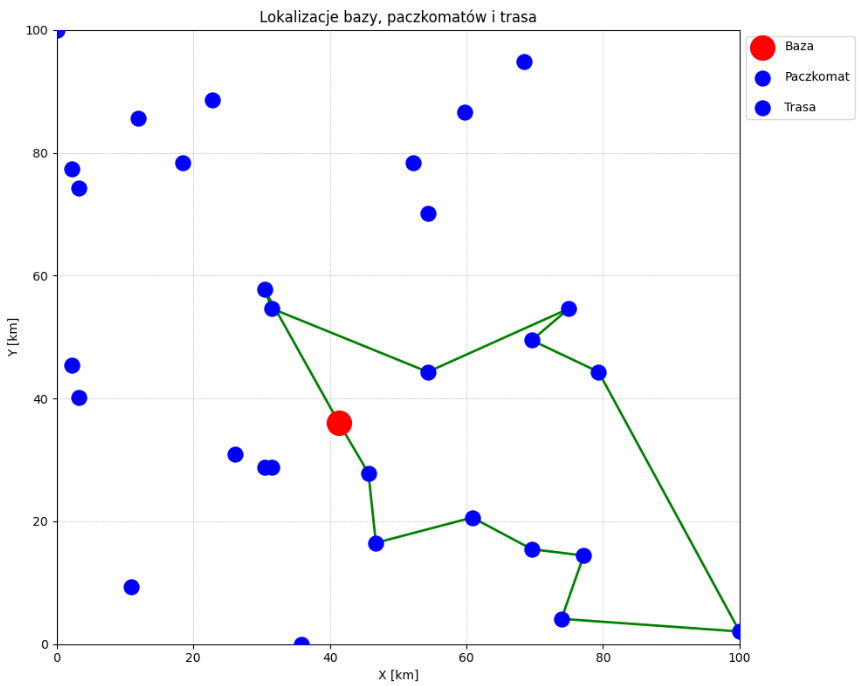 Lokalizacje bazy, paczkomatów i trasa
100
80
60
40
20
0
Y [km]
0 20 40 60 80 100
X [km]
Baza
Paczkomat
Trasa